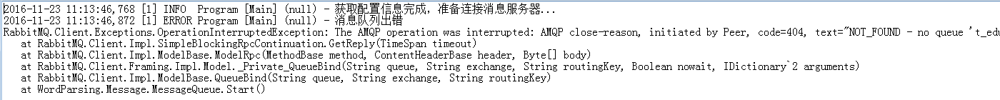 2016-11-23 11:13:46,768 [1] INFO  Program [Main] (null) - 获取配置信息完成，准备连接消息服务器...
2016-11-23 11:13:46,872 [1] ERROR Program [Main] (null) - 消息队列出错
RabbitMQ.Client.Exceptions.OperationInterruptedException: The AMQP operation was interrupted: AMQP close-reason, initiated by Peer, code=404, text="NOT_FOUND - no queue 't_edu
   at RabbitMQ.Client.Impl.SimpleBlockingRpcContinuation.GetReply(TimeSpan timeout)
   at RabbitMQ.Client.Impl.ModelBase.ModelRpc(MethodBase method, ContentHeaderBase header, Byte[] body)
   at RabbitMQ.Client.Framing.Impl.Model._Private_QueueBind(String queue, String exchange, String routingKey, Boolean nowait, IDictionary`2 arguments)
   at RabbitMQ.Client.Impl.ModelBase.QueueBind(String queue, String exchange, String routingKey)
   at WordParsing.Message.MessageQueue.Start()